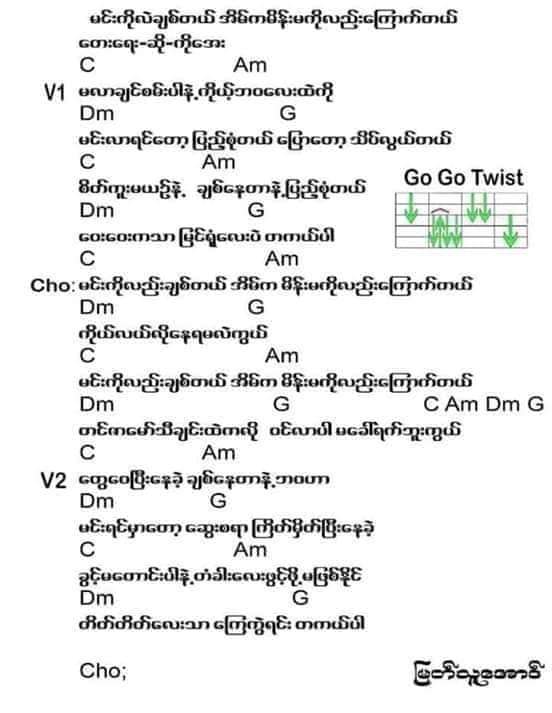 မင်းကိုလဲချစ်တယ် အိမ်ကမိန်းမကိုလည်းကြောက်တယ်
တေးရေး-ဆို-ကိုအေး
C Am
V1 မလာချင်စမ်းပါနဲ့ ကိုယ့်ဘဝလေးထဲကို
Dm G
မင်းလာရင်တော့ ပြည့်စုံတယ် ပြောတော့ သိပ်လွယ်တယ်
C Am
စိတ်ကူးမယဉ်နဲ့ ချစ်နေတာနဲ့ ပြည့်စုံတယ်
Go Go Twist
Dm G
ဝေးဝေးကသာ မြင်ရုံလေးပဲ တကယ်ပါ
C Am
Cho: မင်းကိုလည်းချစ်တယ် အိမ်က မိန်းမကိုလည်းကြောက်တယ်
Dm G
ကိုယ်လယ်လိုနေရမလဲကွယ်
C Am
မင်းကိုလည်းချစ်တယ် အိမ်က မိန်းမကိုလည်းကြောက်တယ်
Dm G C Am Dm G
တင်ဇာမော်သီချင်းထဲကလို ဝင်လာပါ မခေါ်ရက်ဘူးကွယ်
C Am
V2 တွေဝေပြီးနေခဲ့ ချစ်နေတာနဲ့ ဘဝဟာ
Dm G
မင်းရင်မှာတော့ ဆွေးစရာ ကြိတ်မှိတ်ပြီးနေခဲ့
C Am
ခွင့်မတောင်းပါနဲ့ တံခါးလေးဖွင့်ဖို့ မဖြစ်နိုင်
Dm G
တိတ်တိတ်လေးသာ ကြေကွဲရင်း တကယ်ပါ
Cho;
မြတ်သူအောင်